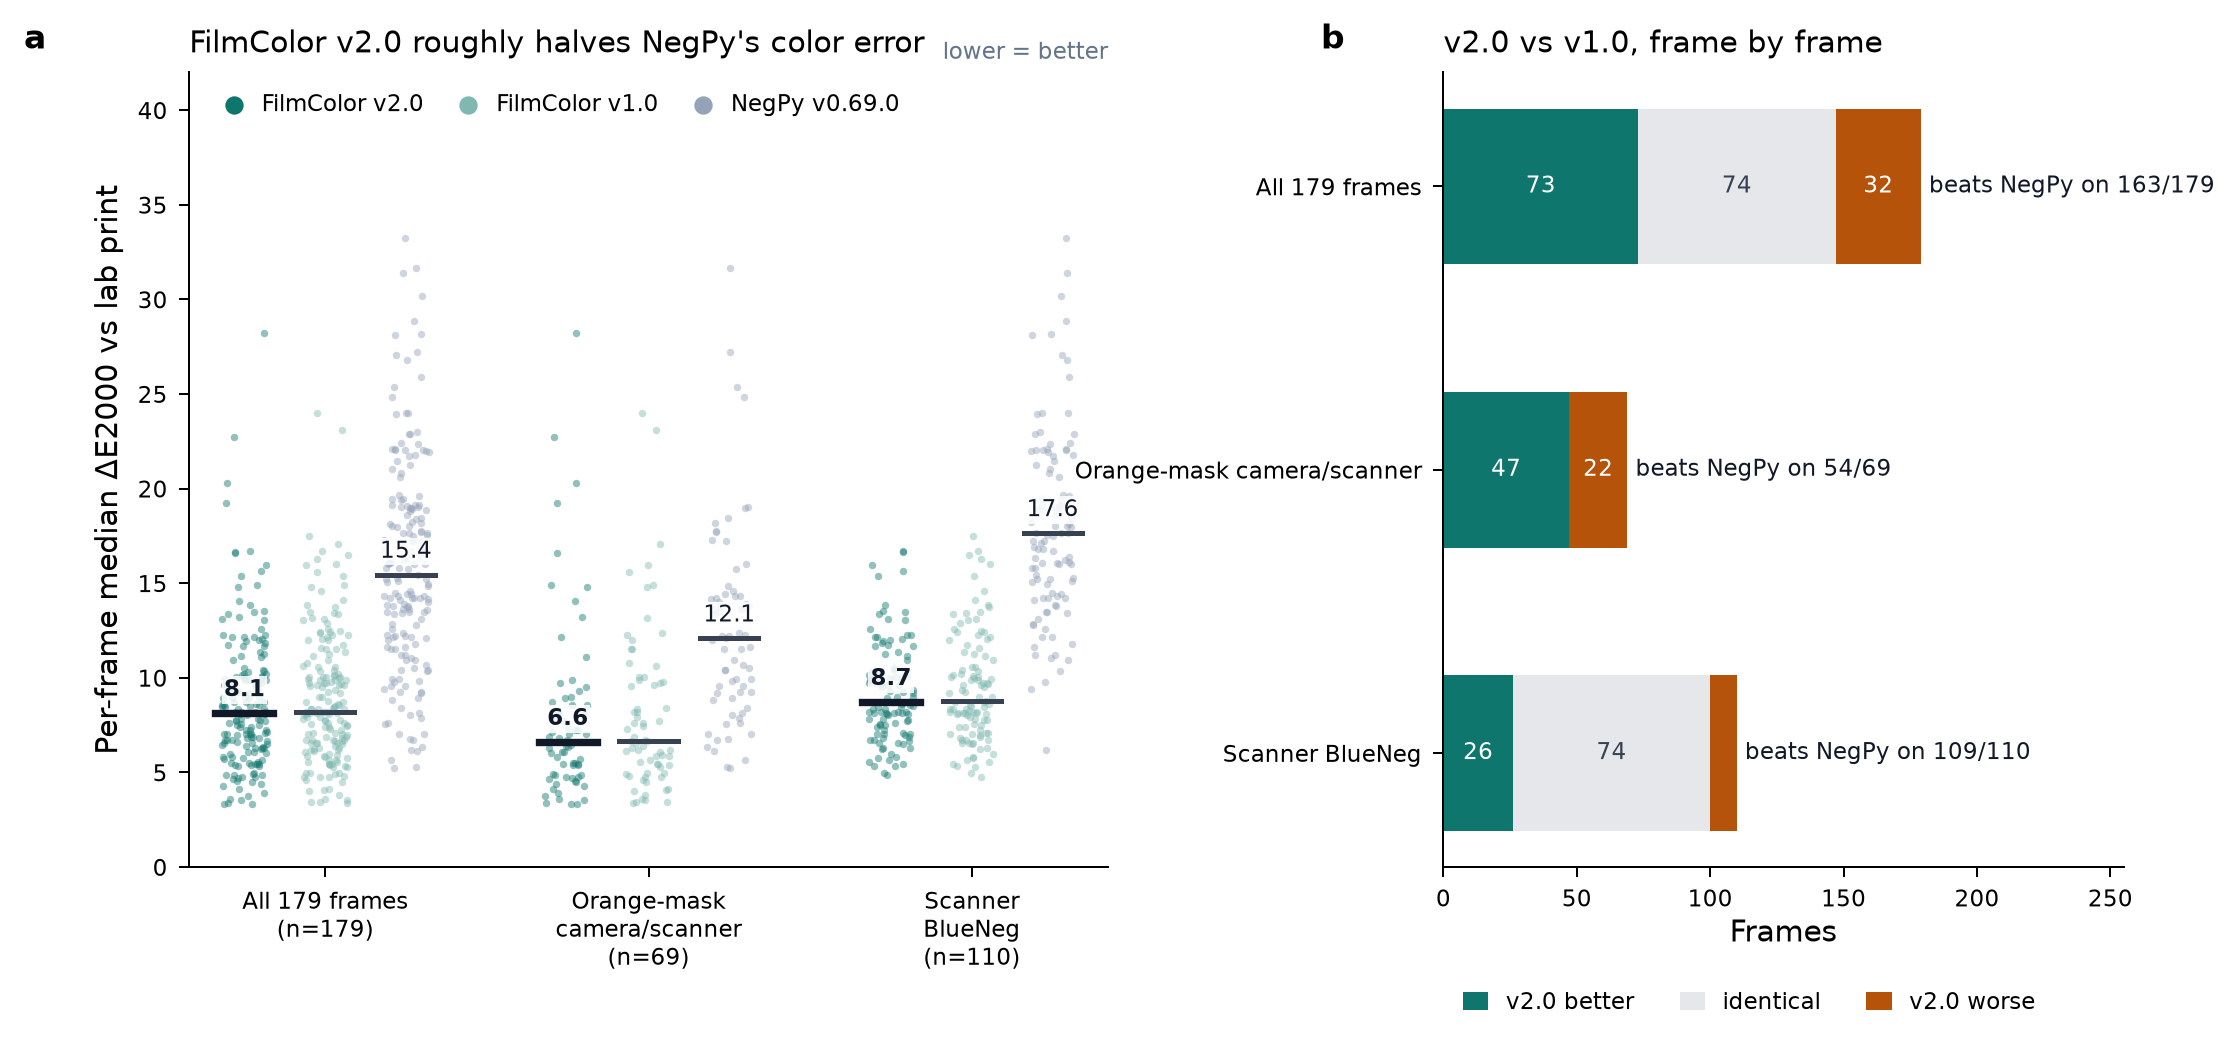 a
FilmColor v2.0 roughly halves NegPy's color error
lower = better
FilmColor v2.0
FilmColor v1.0
NegPy v0.69.0
Per-frame median ΔE2000 vs lab print
40
35
30
25
20
15
10
5
0
8.1
15.4
6.6
12.1
8.7
17.6
All 179 frames
(n=179)
Orange-mask
camera/scanner
(n=69)
Scanner
BlueNeg
(n=110)
b
v2.0 vs v1.0, frame by frame
All 179 frames
73
74
32
beats NegPy on 163/179
Orange-mask camera/scanner
47
22
beats NegPy on 54/69
Scanner BlueNeg
26
74
beats NegPy on 109/110
0
50
100
150
200
250
Frames
v2.0 better
identical
v2.0 worse